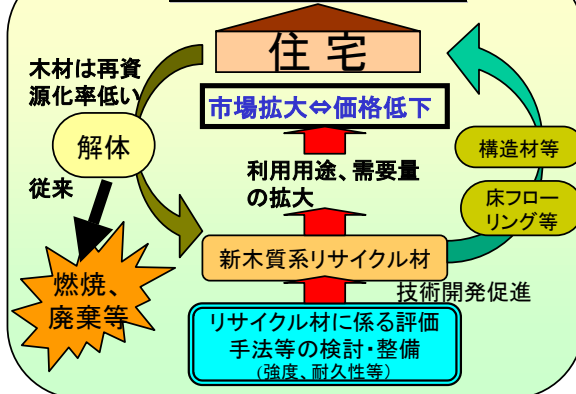 住宅
木材は再資
源化率低い
市場拡大⇔価格低下
解体
構造材等
利用用途、需要量
の拡大
従来
床フロー
リング等
新木質系リサイクル材
燃焼、
廃棄等
技術開発促進
リサイクル材に係る評価
手法等の検討・整備
(強度、耐久性等)